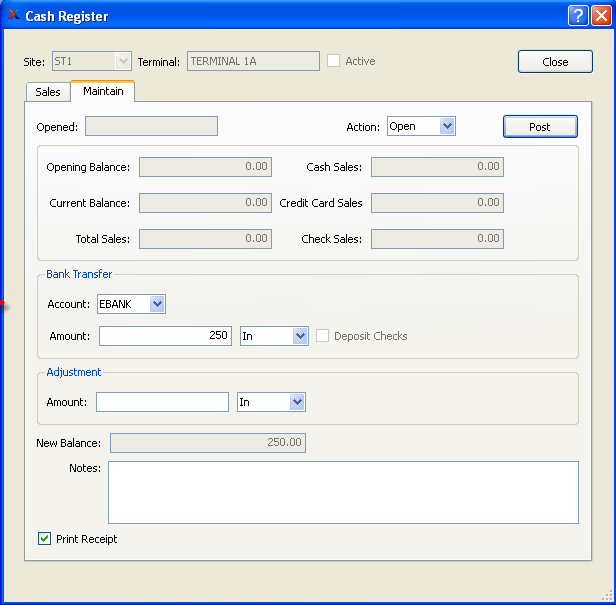 Cash Register
Site: ST1 Terminal: TERMINAL 1A Active Close
Sales Maintain
Opened: Action: Open Post
Opening Balance: 0.00 Cash Sales: 0.00
Current Balance: 0.00 Credit Card Sales 0.00
Total Sales: 0.00 Check Sales: 0.00
Bank Transfer
Account: EBANK
Amount: 250 In Deposit Checks
Adjustment
Amount: In
New Balance: 250.00
Notes:
Print Receipt